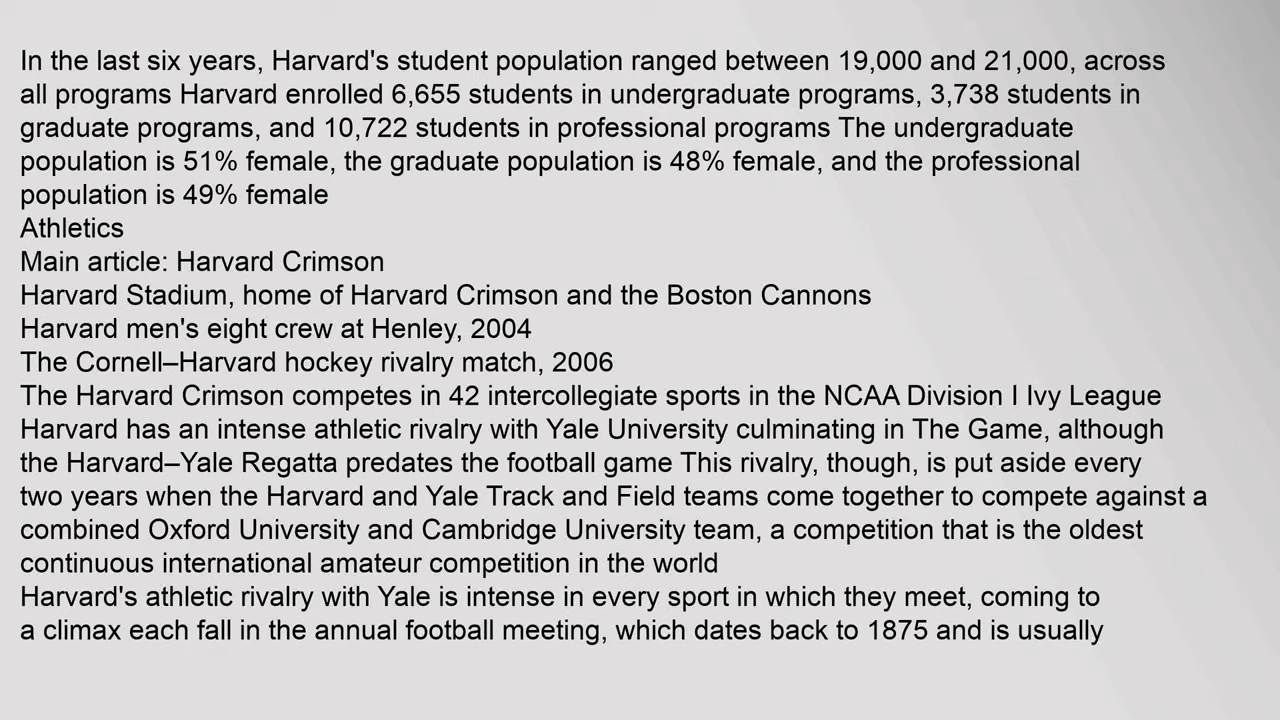 In the last six years, Harvard's student population ranged between 19,000 and 21,000, across
all programs Harvard enrolled 6,655 students in undergraduate programs, 3,738 students in
graduate programs, and 10,722 students in professional programs The undergraduate
population is 51% female, the graduate population is 48% female, and the professional
population is 49% female
Athletics
Main article: Harvard Crimson
Harvard Stadium, home of Harvard Crimson and the Boston Cannons
Harvard men's eight crew at Henley, 2004
The Cornell–Harvard hockey rivalry match, 2006
The Harvard Crimson competes in 42 intercollegiate sports in the NCAA Division I Ivy League
Harvard has an intense athletic rivalry with Yale University culminating in The Game, although
the Harvard–Yale Regatta predates the football game This rivalry, though, is put aside every
two years when the Harvard and Yale Track and Field teams come together to compete against a
combined Oxford University and Cambridge University team, a competition that is the oldest
continuous international amateur competition in the world
Harvard's athletic rivalry with Yale is intense in every sport in which they meet, coming to
a climax each fall in the annual football meeting, which dates back to 1875 and is usually